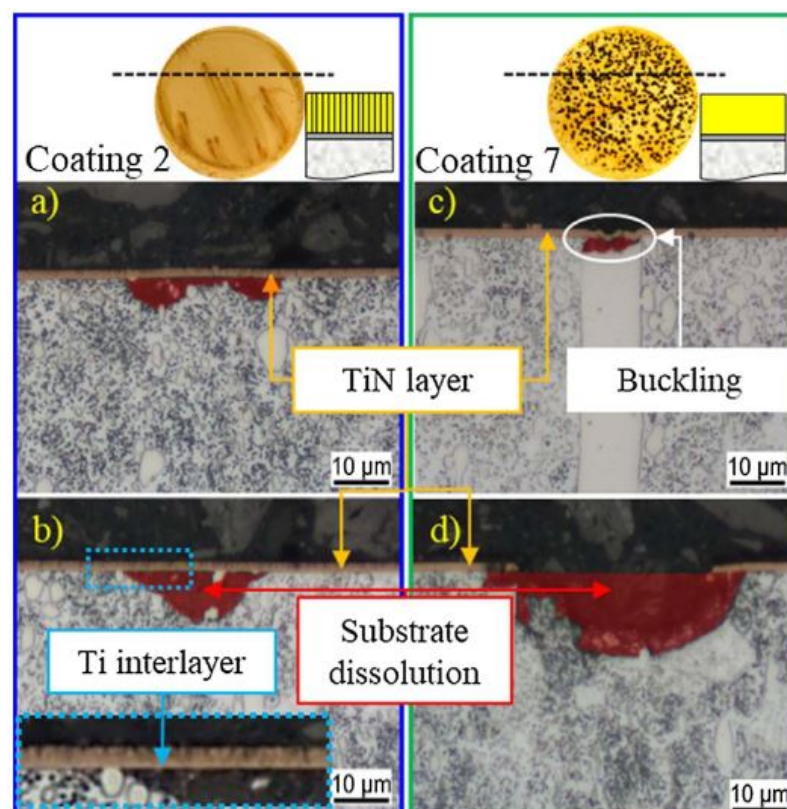 Coating 2
Coating 7
a)
c)
TiN layer
Buckling
10 µm
10 µm
b)
d)
Substrate
dissolution
Ti interlayer
10 µm
10 µm